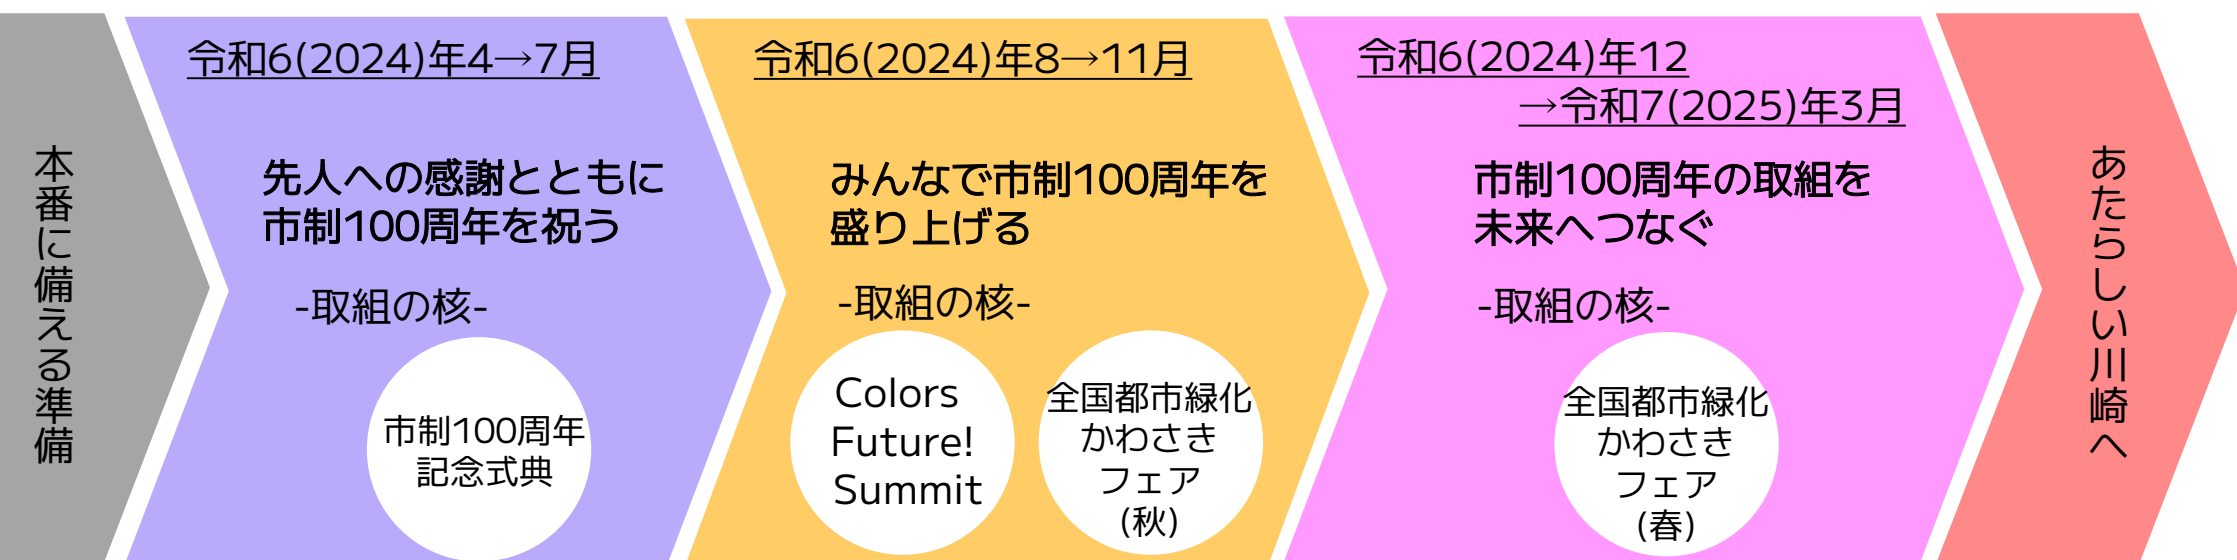 本番に備える準備
令和6(2024)年4→7月
先人への感謝とともに
市制100周年を祝う
-取組の核-
市制100周年
記念式典
令和6(2024)年8→11月
みんなで市制100周年を
盛り上げる
-取組の核-
Colors
Future!
Summit
全国都市緑化
かわさき
フェア
(秋)
令和6(2024)年12
→令和7(2025)年3月
市制100周年の取組を
未来へつなぐ
-取組の核-
全国都市緑化
かわさき
フェア
(春)
あたらしい川崎へ